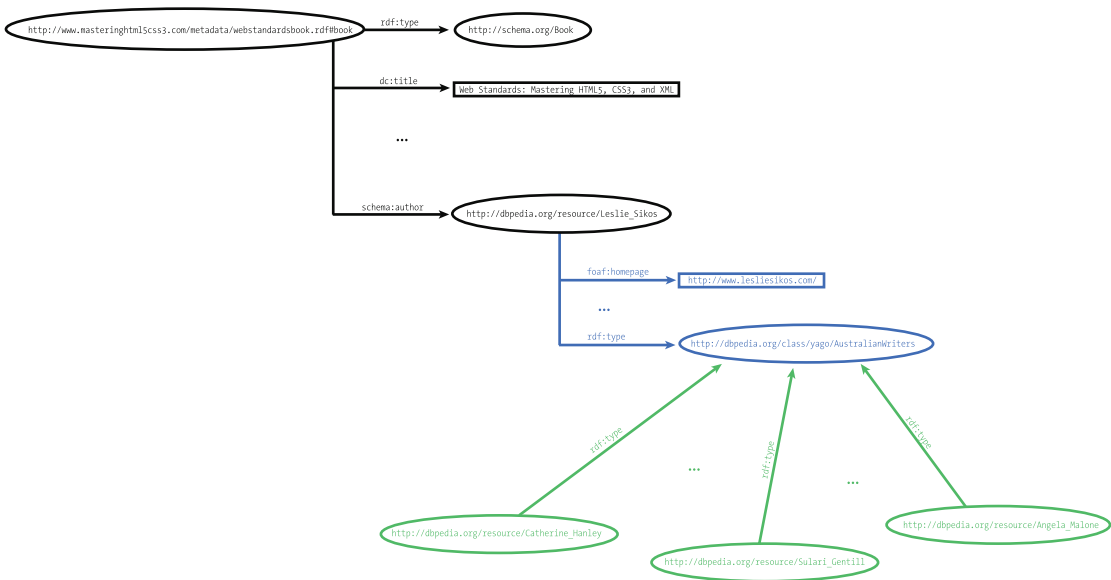 http://www.masteringhtml5css3.com/metadata/webstandardsbook.rdf#book
rdf:type
http://schema.org/Book
dc:title
Web Standards: Mastering HTML5, CSS3, and XML
...
schema:author
http://dbpedia.org/resource/Leslie_Sikos
foaf:homepage
http://www.lesliesikos.com/
...
rdf:type
http://dbpedia.org/class/yago/AustralianWriters
rdf:type
rdf:type
rdf:type
...
...
http://dbpedia.org/resource/Catherine_Hanley
http://dbpedia.org/resource/Sulari_Gentill
http://dbpedia.org/resource/Angela_Malone